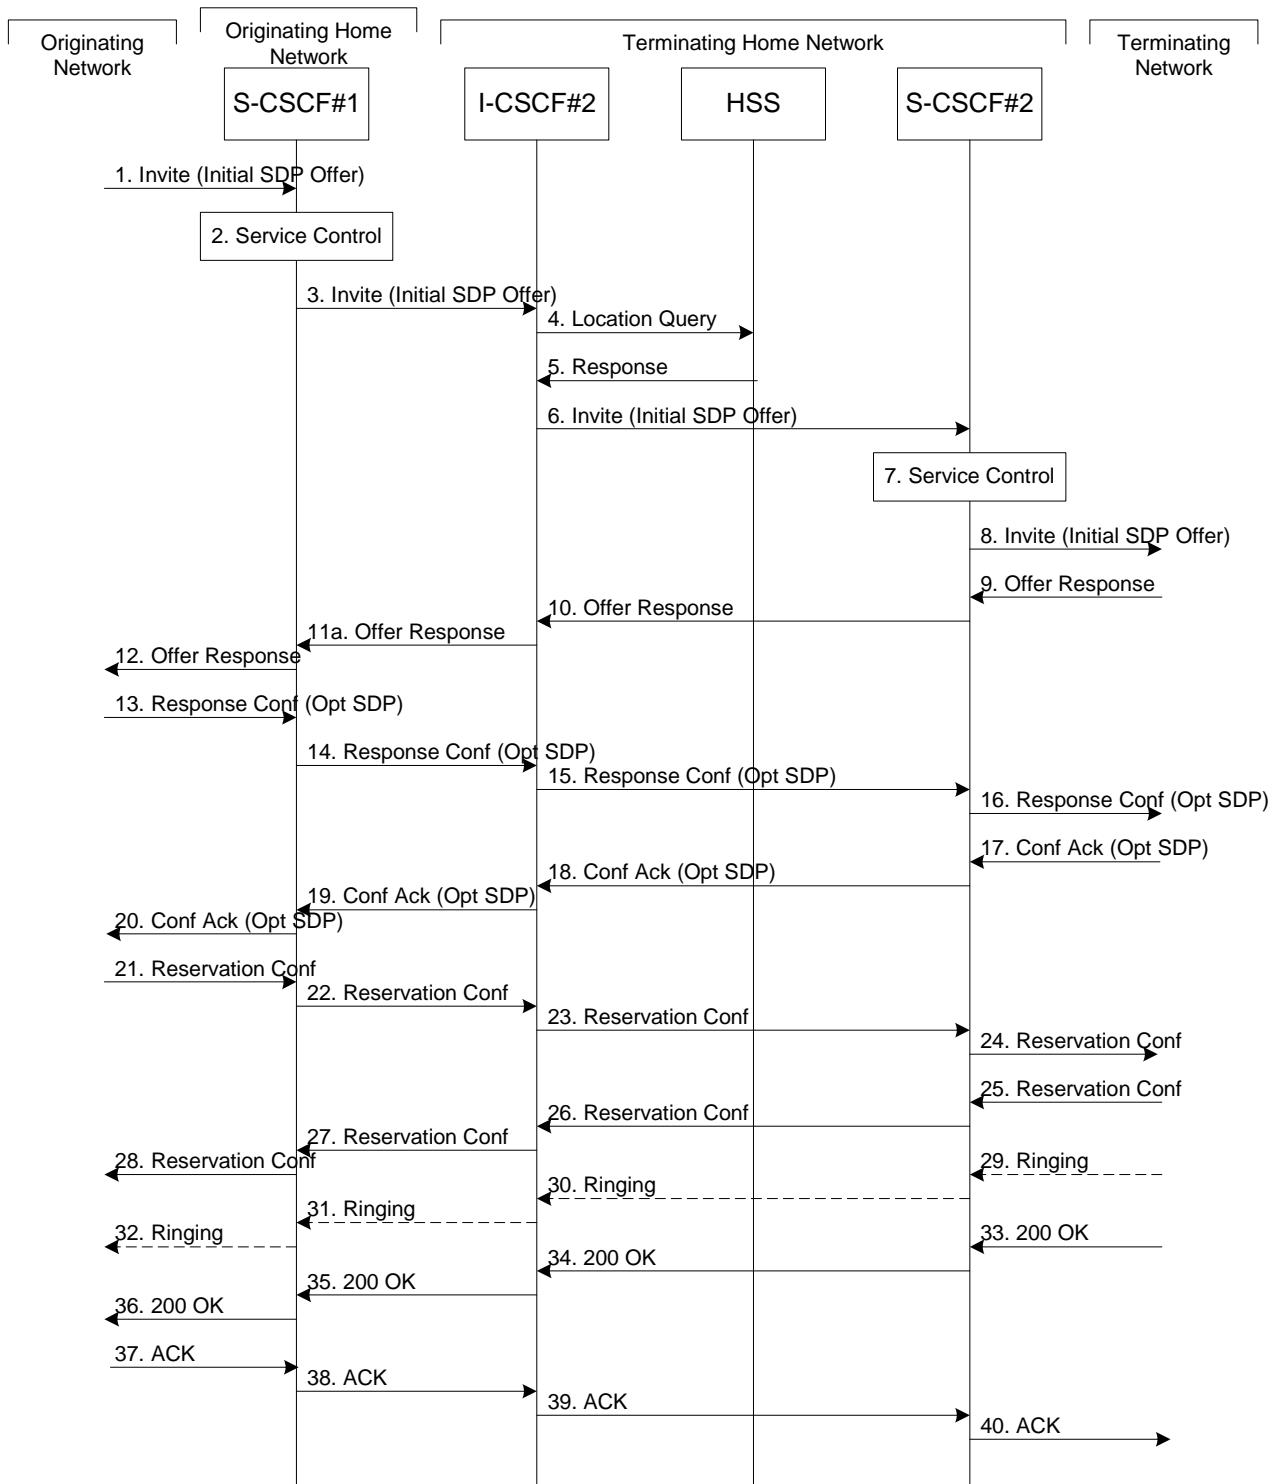 Originating
Network
Originating Home
Network
Terminating Home Network
Terminating
Network
S-CSCF#1
I-CSCF#2
HSS
S-CSCF#2
1. Invite (Initial SDP Offer)
2. Service Control
3. Invite (Initial SDP Offer)
4. Location Query
5. Response
6. Invite (Initial SDP Offer)
7. Service Control
8. Invite (Initial SDP Offer)
9. Offer Response
10. Offer Response
11a. Offer Response
12. Offer Response
13. Response Conf (Opt SDP)
14. Response Conf (Opt SDP)
15. Response Conf (Opt SDP)
16. Response Conf (Opt SDP)
17. Conf Ack (Opt SDP)
18. Conf Ack (Opt SDP)
19. Conf Ack (Opt SDP)
20. Conf Ack (Opt SDP)
21. Reservation Conf
22. Reservation Conf
23. Reservation Conf
24. Reservation Conf
25. Reservation Conf
26. Reservation Conf
27. Reservation Conf
28. Reservation Conf
29. Ringing
30. Ringing
31. Ringing
32. Ringing
33. 200 OK
34. 200 OK
35. 200 OK
36. 200 OK
37. ACK
38. ACK
39. ACK
40. ACK